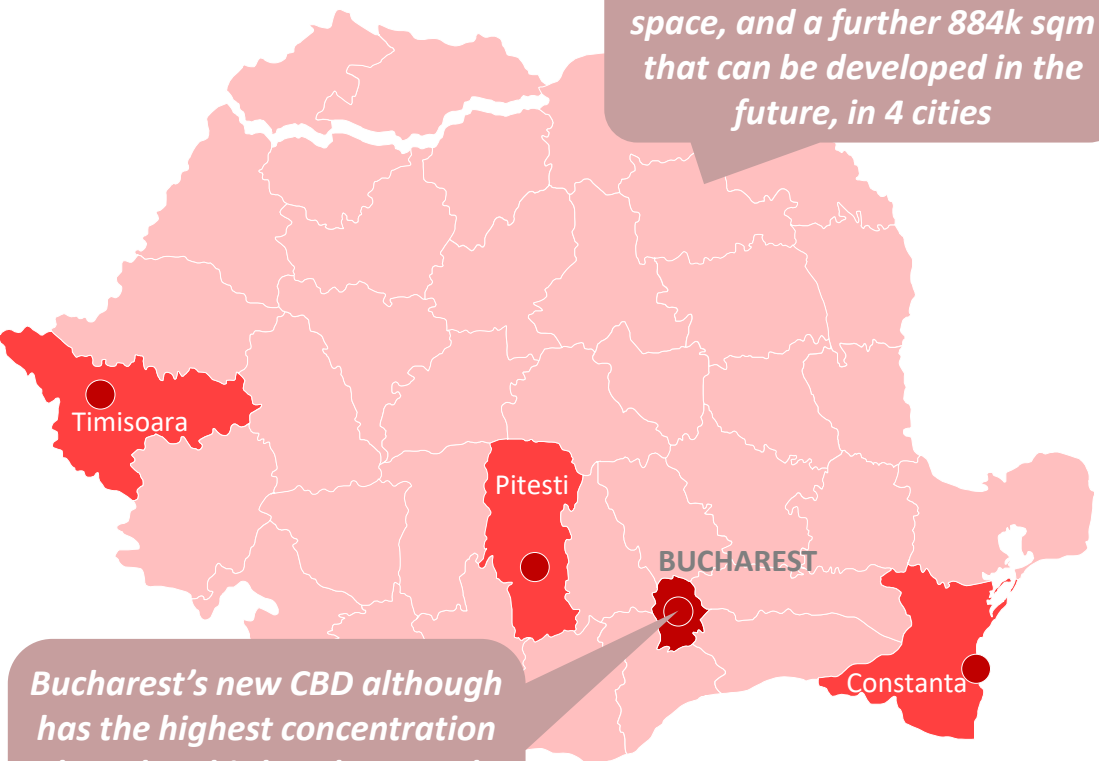 space, and a further 884k sqm
that can be developed in the
future, in 4 cities
Timisoara
Pitesti
BUCHAREST
Constanta
Bucharest's new CBD although
has the highest concentration